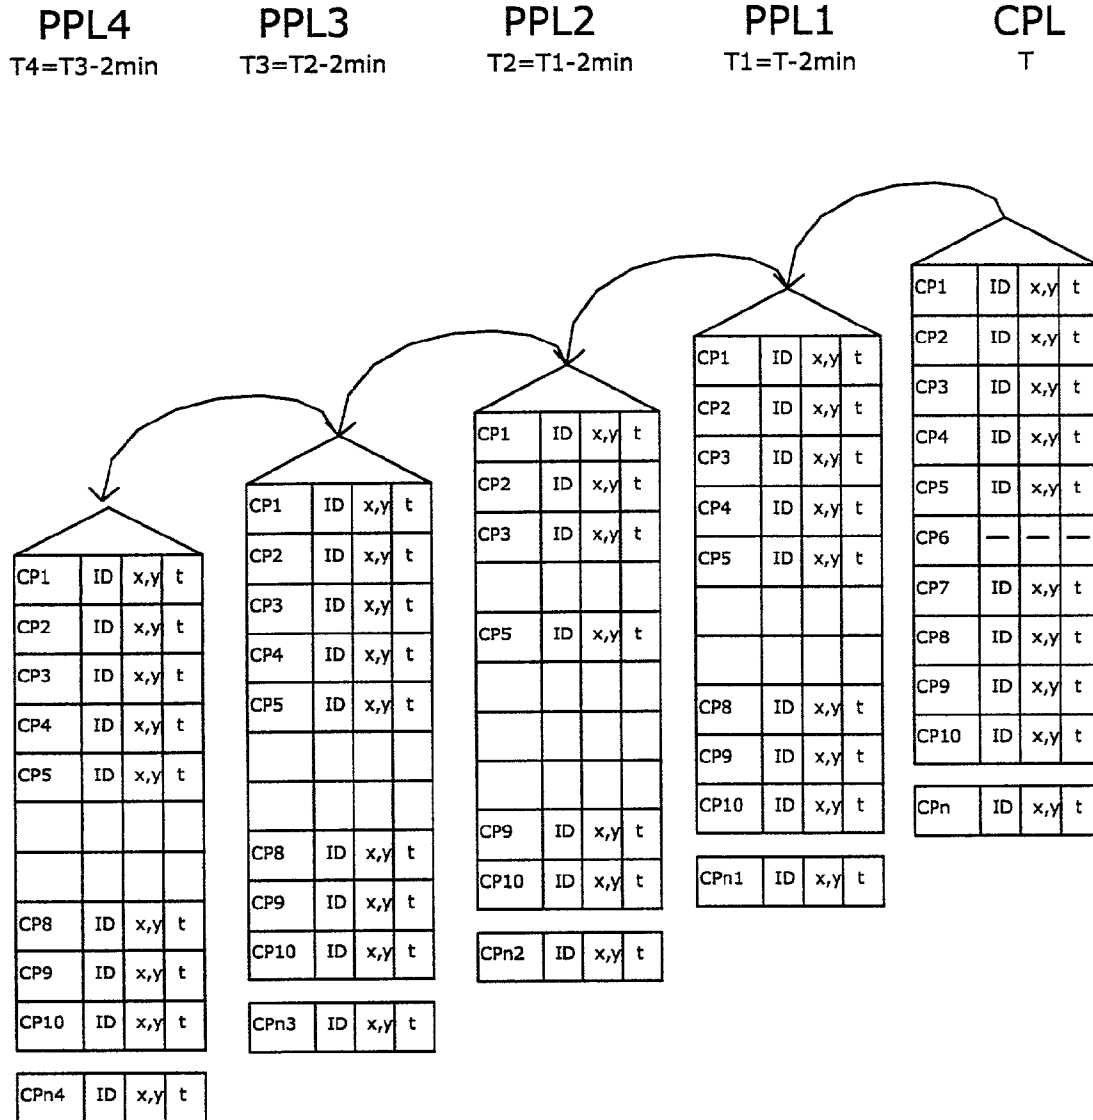 PPL4 PPL3 PPL2 PPL1 CPL
T4=T3-2min T3=T2-2min T2=T1-2min T1=T-2min T
CP1 ID x,y t
CP2 ID x,y t
CP3 ID x,y t
CP4 ID x,y t
CP5 ID x,y t
CP8 ID x,y t
CP9 ID x,y t
CP10 ID x,y t
CPn4 ID x,y t
CP1 ID x,y t
CP2 ID x,y t
CP3 ID x,y t
CP4 ID x,y t
CP5 ID x,y t
CP8 ID x,y t
CP9 ID x,y t
CP10 ID x,y t
CPn3 ID x,y t
CP1 ID x,y t
CP2 ID x,y t
CP3 ID x,y t
CP5 ID x,y t
CP9 ID x,y t
CP10 ID x,y t
CPn2 ID x,y t
CP1 ID x,y t
CP2 ID x,y t
CP3 ID x,y t
CP4 ID x,y t
CP5 ID x,y t
CP8 ID x,y t
CP9 ID x,y t
CP10 ID x,y t
CPn1 ID x,y t
CP1 ID x,y t
CP2 ID x,y t
CP3 ID x,y t
CP4 ID x,y t
CP5 ID x,y t
CP6 — — —
CP7 ID x,y t
CP8 ID x,y t
CP9 ID x,y t
CP10 ID x,y t
CPn ID x,y t